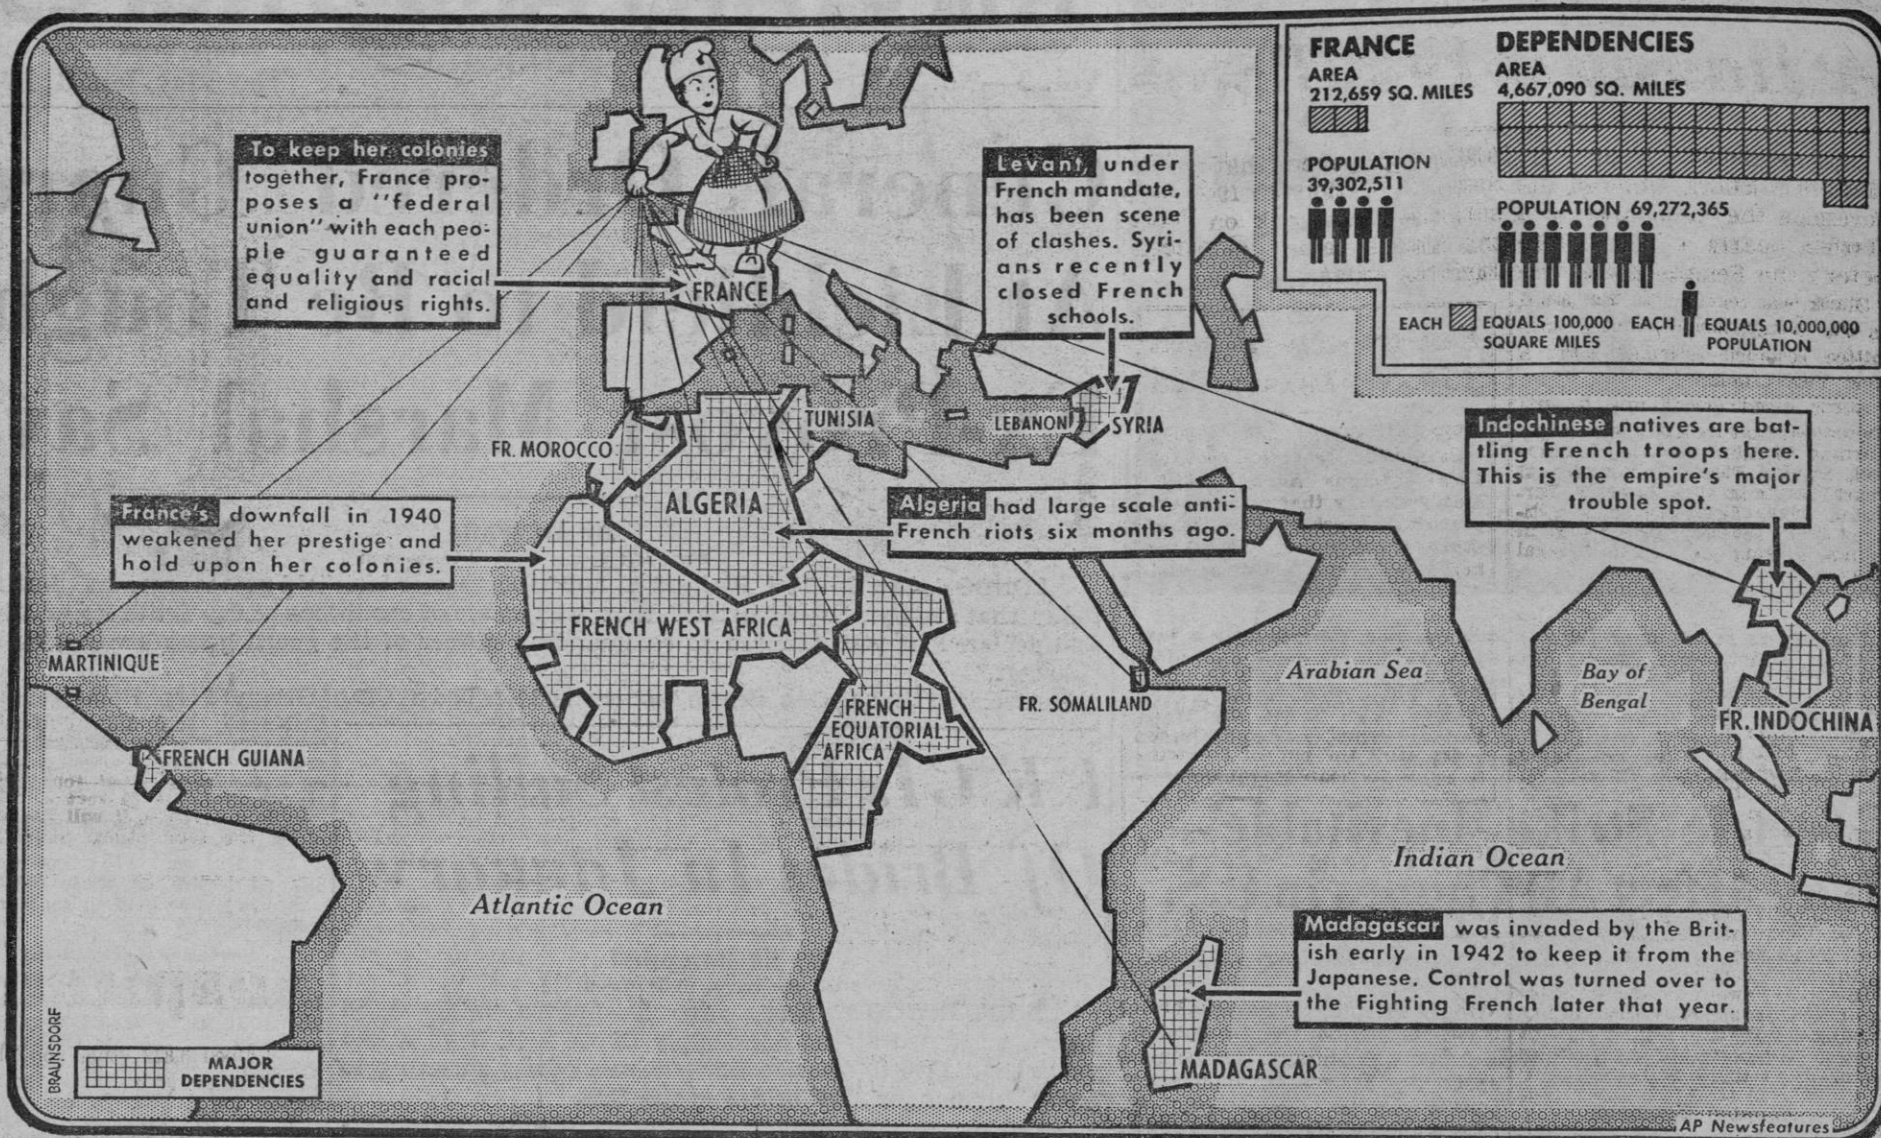 To keep her colonies
together, France pro-
poses a "federal
union" with each peo-
ple guaranteed
equality and racial
and religious rights.
Levant, under
French mandate,
has been scene
of clashes. Syri-
ans recently
closed French
schools.
FRANCE
AREA
212,659 SQ. MILES
POPULATION
39,302,511
DEPENDENCIES
AREA
4,667,090 SQ. MILES
POPULATION 69,272,365
EACH EQUALS 100,000
SQUARE MILES
EACH EQUALS 10,000,000
POPULATION
FRANCE
Indochinese natives are bat-
tling French troops here.
This is the empire's major
trouble spot.
TUNISIA
LEBANON
SYRIA
FR. MOROCCO
ALGERIA
Algeria had large scale anti-
French riots six months ago.
France's downfall in 1940
weakened her prestige and
hold upon her colonies.
FRENCH WEST AFRICA
MARTINIQUE
Arabian Sea
Bay of
Bengal
FR. SOMALILAND
FRENCH
EQUATORIAL
AFRICA
FR. INDOCHINA
FRENCH GUIANA
Indian Ocean
Atlantic Ocean
Madagascar was invaded by the Brit-
ish early in 1942 to keep it from the
Japanese. Control was turned over to
the Fighting French later that year.
MADAGASCAR
BRAUNSDORF
MAJOR
DEPENDENCIES
AP Newsfeatures